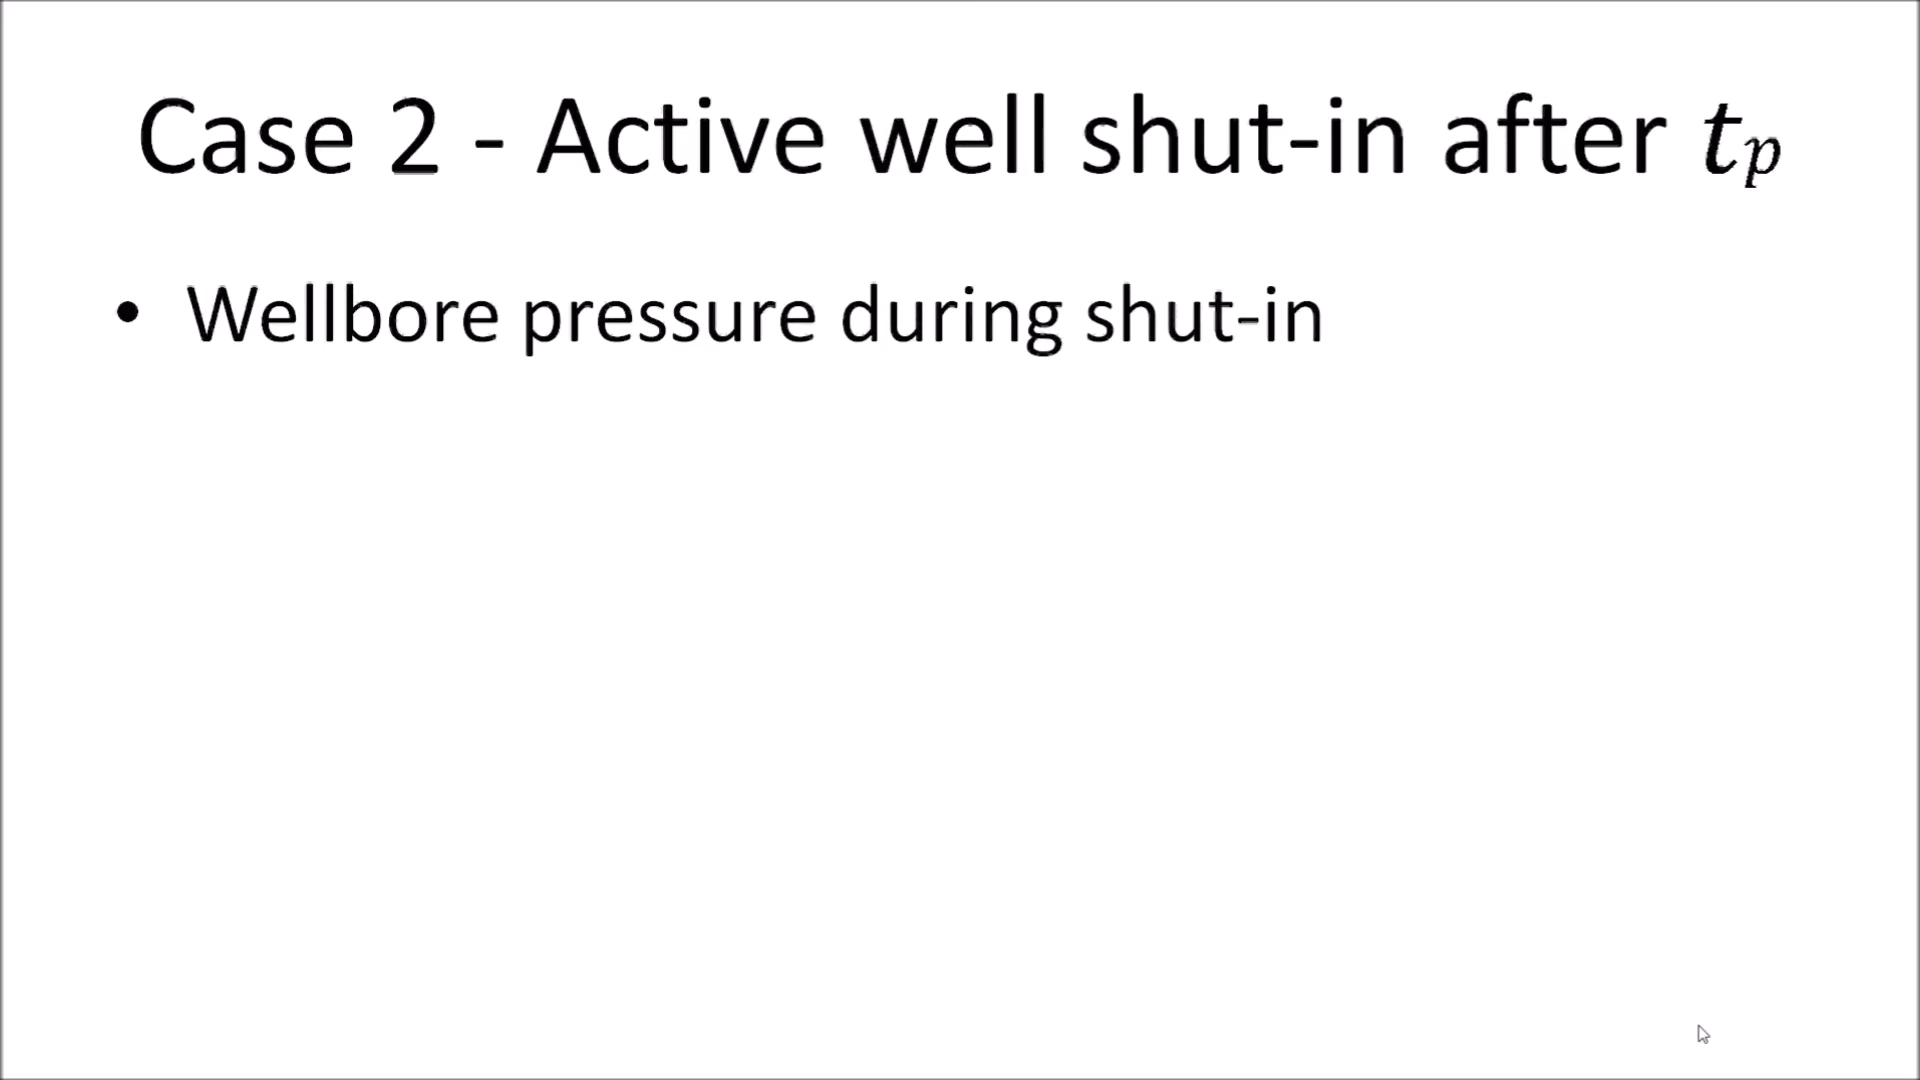 Case 2 - Active well shut-in after $t_p$
• Wellbore pressure during shut-in